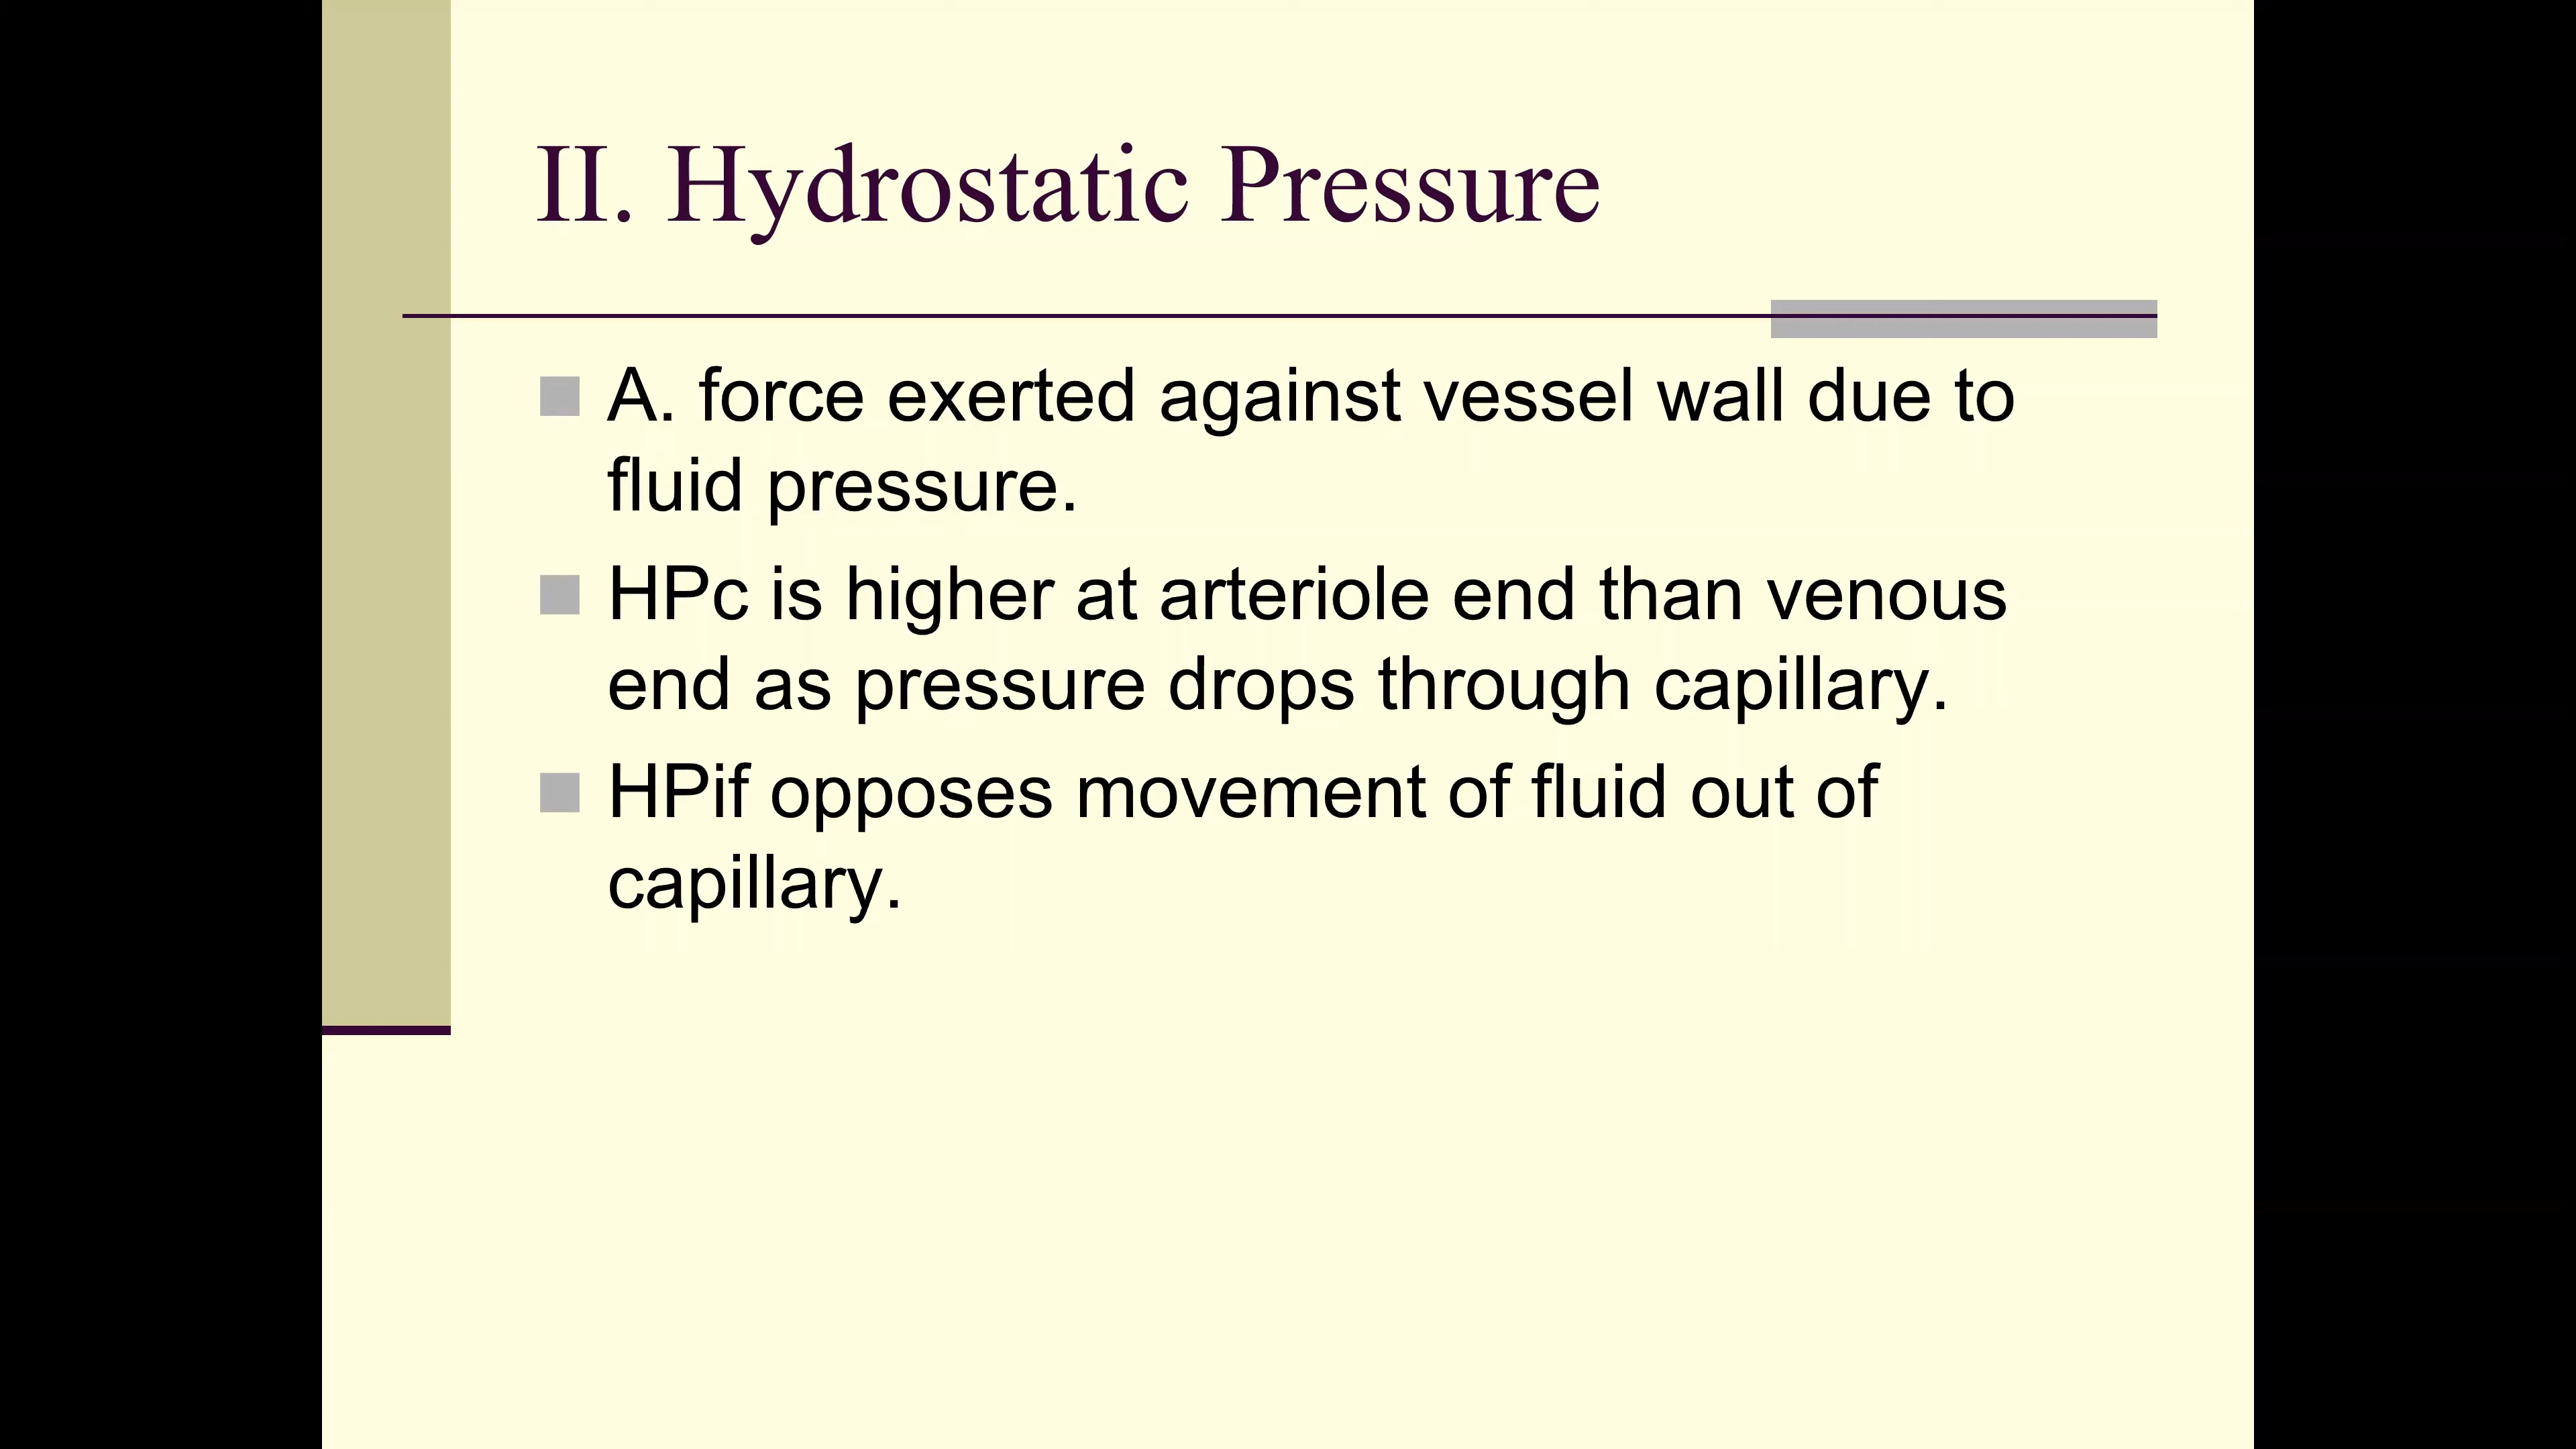 II. Hydrostatic Pressure
A. force exerted against vessel wall due to
fluid pressure.
HPc is higher at arteriole end than venous
end as pressure drops through capillary.
HPif opposes movement of fluid out of
capillary.